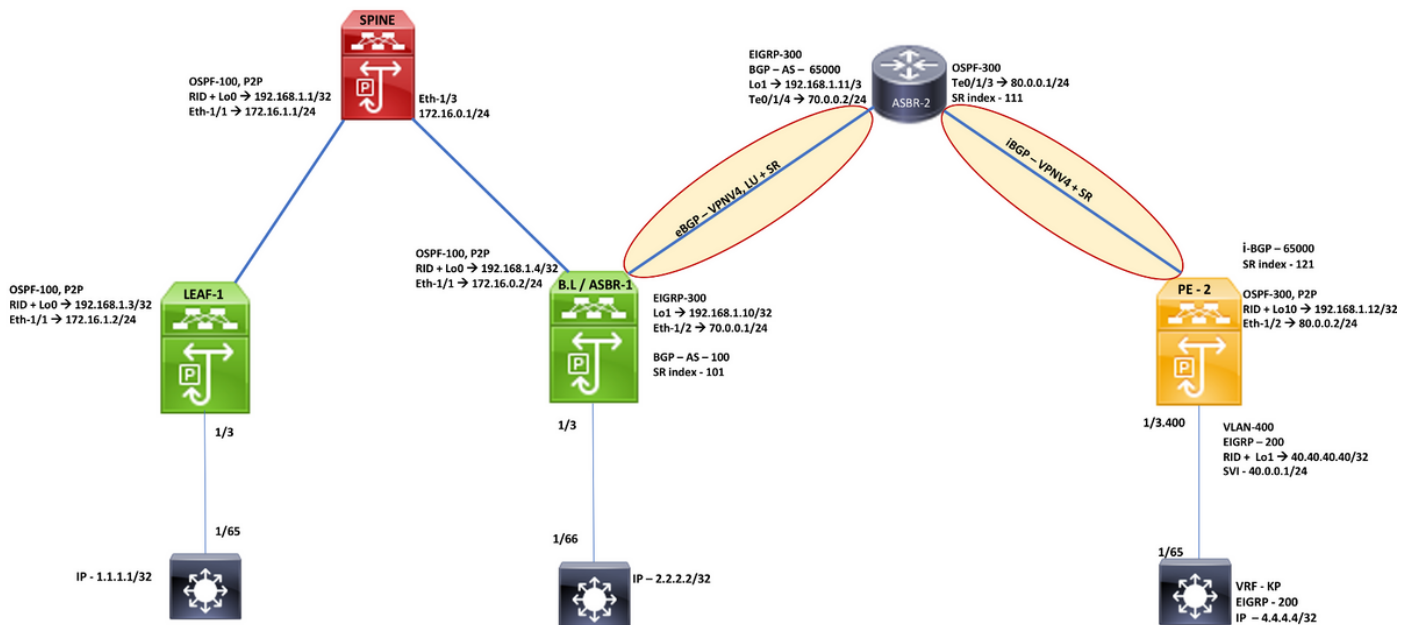 SPINE
OSPF-100, P2P
RID + Lo0 → 192.168.1.1/32
Eth-1/1 → 172.16.1.1/24
Eth-1/3
172.16.0.1/24
EIGRP-300
BGP – AS – 65000
Lo1 → 192.168.1.11/3
Te0/1/4 → 70.0.0.2/24
ASBR-2
OSPF-300
Te0/1/3 → 80.0.0.1/24
SR index - 111
eBGP – VPNV4, LU + SR
iBGP – VPNV4 + SR
OSPF-100, P2P
RID + Lo0 → 192.168.1.3/32
Eth-1/1 → 172.16.1.2/24
LEAF-1
OSPF-100, P2P
RID + Lo0 → 192.168.1.4/32
Eth-1/1 → 172.16.0.2/24
B.L / ASBR-1
EIGRP-300
Lo1 → 192.168.1.10/32
Eth-1/2 → 70.0.0.1/24
BGP – AS – 100
SR index - 101
i-BGP – 65000
SR index - 121
PE - 2
OSPF-300, P2P
RID + Lo10 → 192.168.1.12/32
Eth-1/2 → 80.0.0.2/24
P
P
P
P
1/3
1/3
1/3.400
VLAN-400
EIGRP – 200
RID + Lo1 → 40.40.40.40/32
SVI - 40.0.0.1/24
1/65
1/66
1/65
IP - 1.1.1.1/32
IP – 2.2.2.2/32
VRF - KP
EIGRP - 200
IP – 4.4.4.4/32